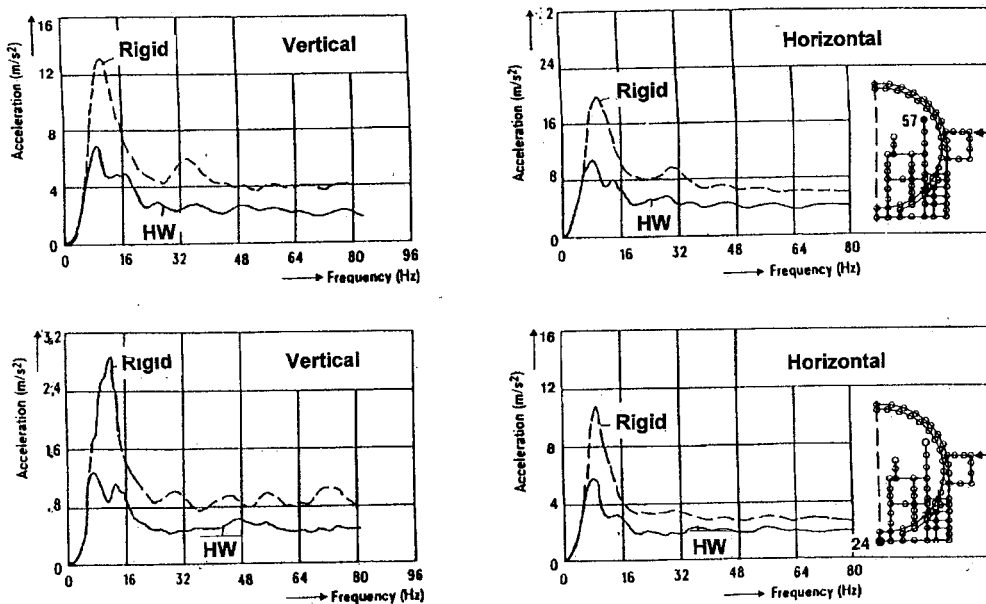 16
12
8
4
0
Acceleration (m/s²)
Rigid
Vertical
HW
0 16 32 48 64 80 96
Frequency (Hz)
2
24
16
8
0
Acceleration (m/s²)
Rigid
Horizontal
HW
0 16 32 48 64 80
Frequency (Hz)
57
3,2
2;4
,6
,8
0
Acceleration (m/s²)
Rigid
Vertical
HW
0 16 32 48 64 80 96
Frequency (Hz)
16
12
8
4
0
Acceleration (m/s²)
Rigid
Horizontal
HW
0 16 32 48 64 80
Frequency (Hz)
24